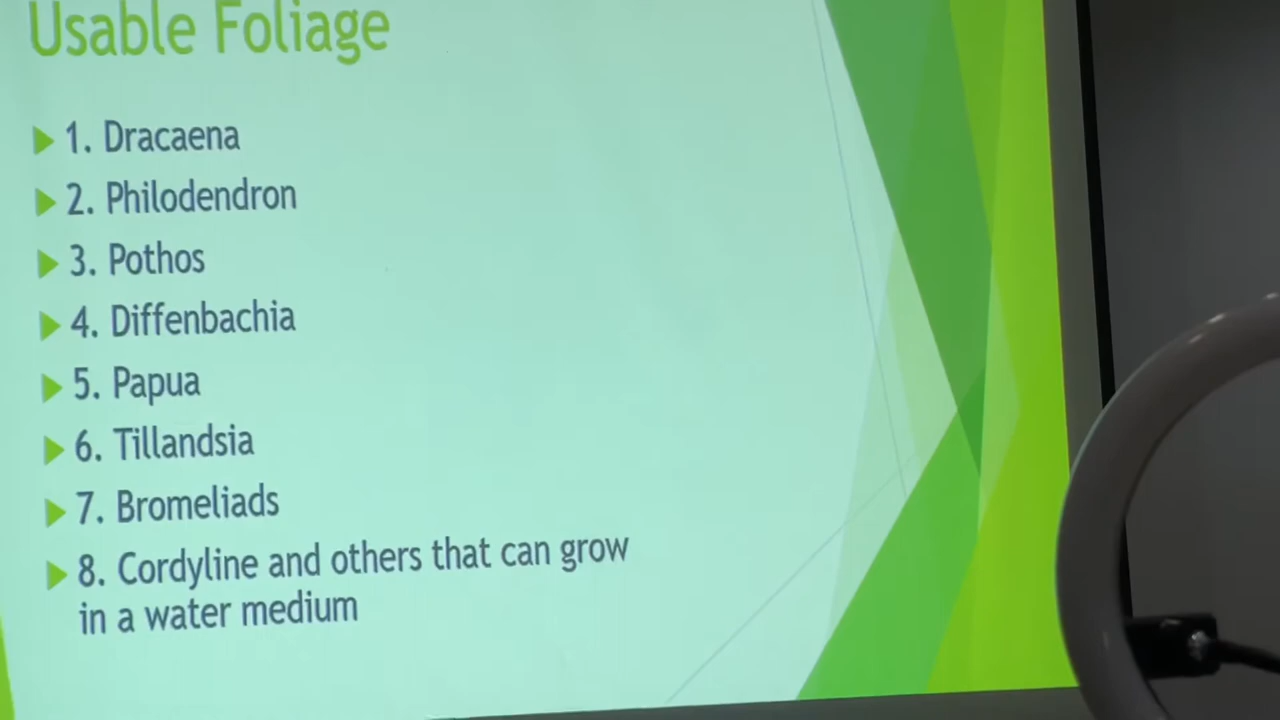 Usable Foliage
1. Dracaena
2. Philodendron
3. Pothos
4. Diffenbachia
5. Papua
6. Tillandsia
7. Bromeliads
8. Cordyline and others that can grow
in a water medium